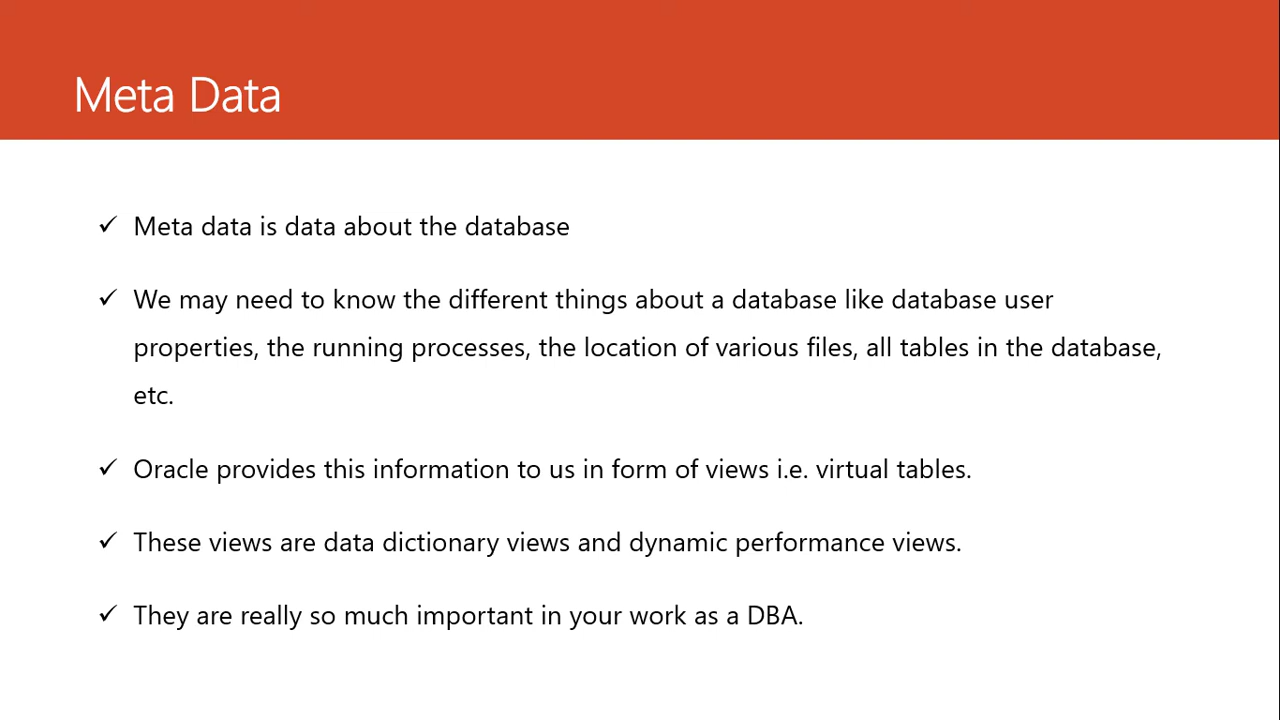 Meta Data
✓ Meta data is data about the database
✓ We may need to know the different things about a database like database user
properties, the running processes, the location of various files, all tables in the database,
etc.
✓ Oracle provides this information to us in form of views i.e. virtual tables.
✓ These views are data dictionary views and dynamic performance views.
✓ They are really so much important in your work as a DBA.